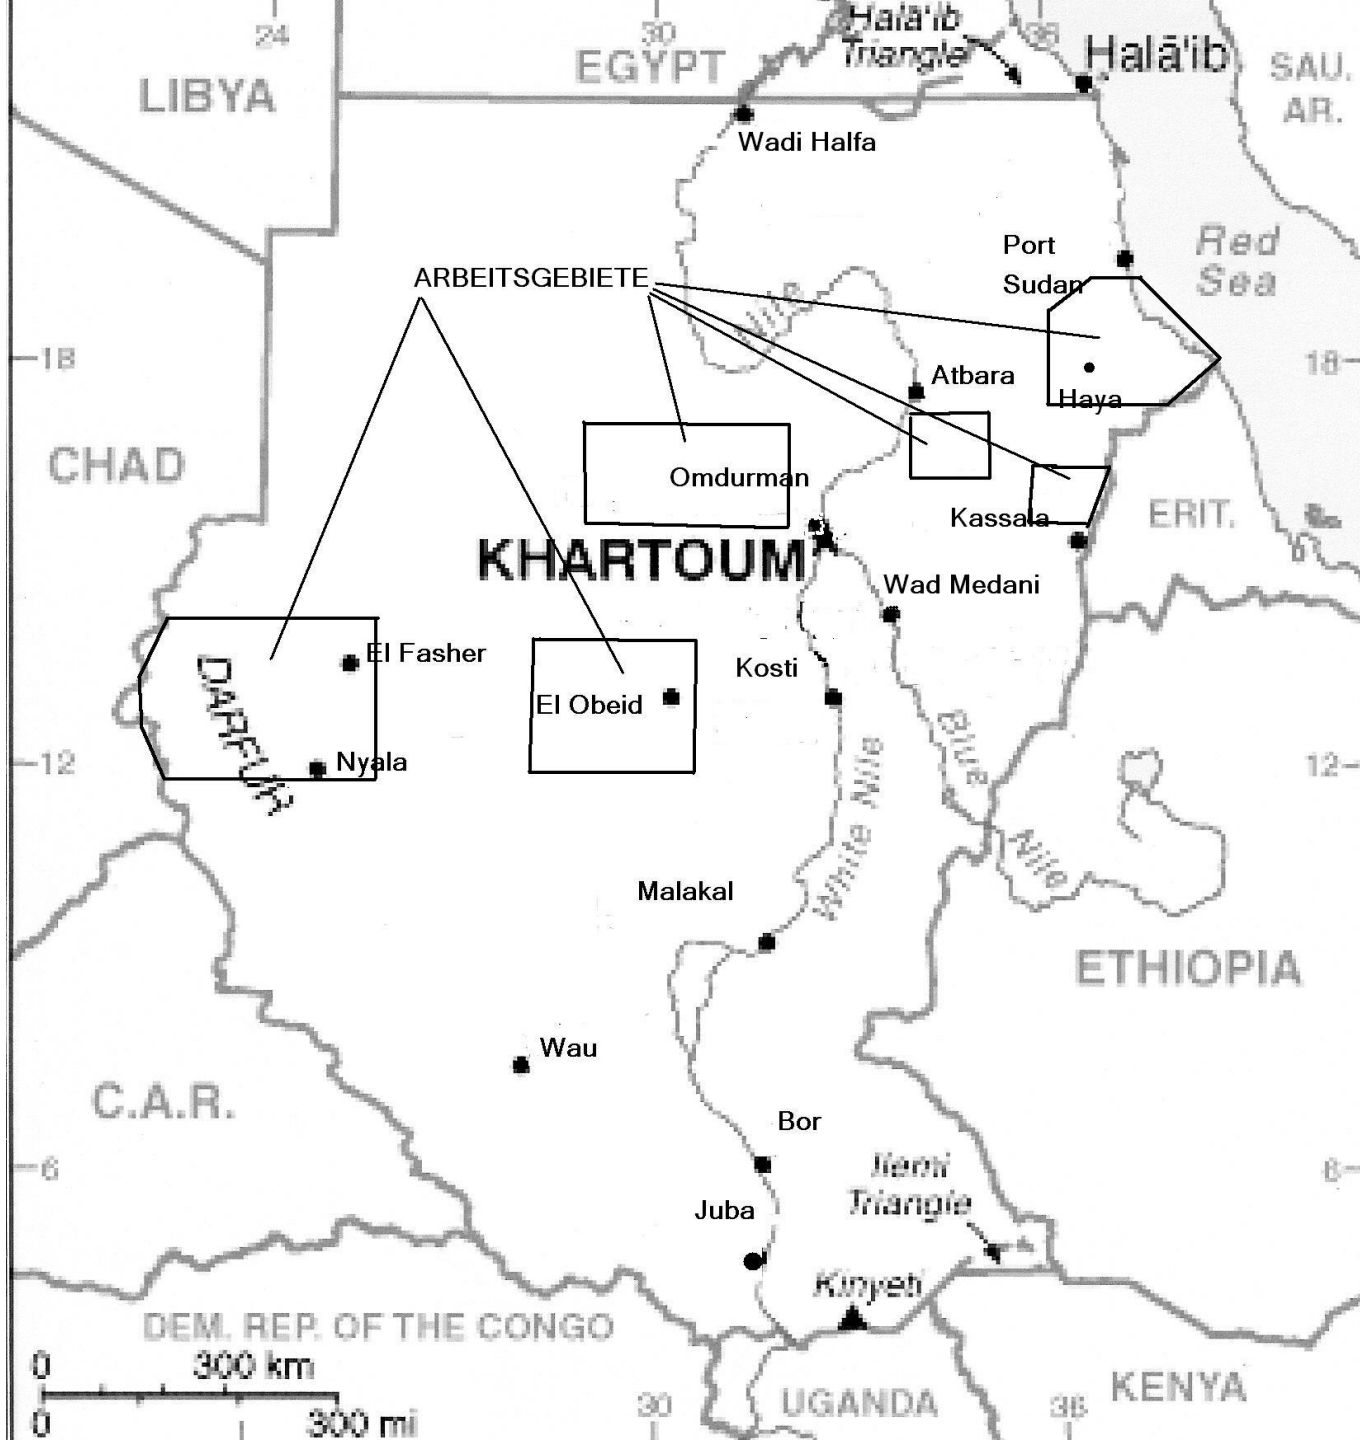 24
30
36
Halā'ib
Triangle
Halā'ib
EGYPT
LIBYA
SAU.
AR.
Wadi Halfa
Port
Sudan
Red
Sea
ARBEITSGEBIETE
Nile
18
18
Atbara
Haya
CHAD
Omdurman
Kassala
ERIT.
KHARTOUM
Wad Medani
El Fasher
DARFUR
Kosti
El Obeid
Nyala
12
12
Blue
Nile
White Nile
Malakal
ETHIOPIA
Wau
C.A.R.
Bor
6
6
Ilemi
Triangle
Juba
Kinyeti
DEM. REP. OF THE CONGO
0
300 km
0
300 mi
30
UGANDA
36
KENYA